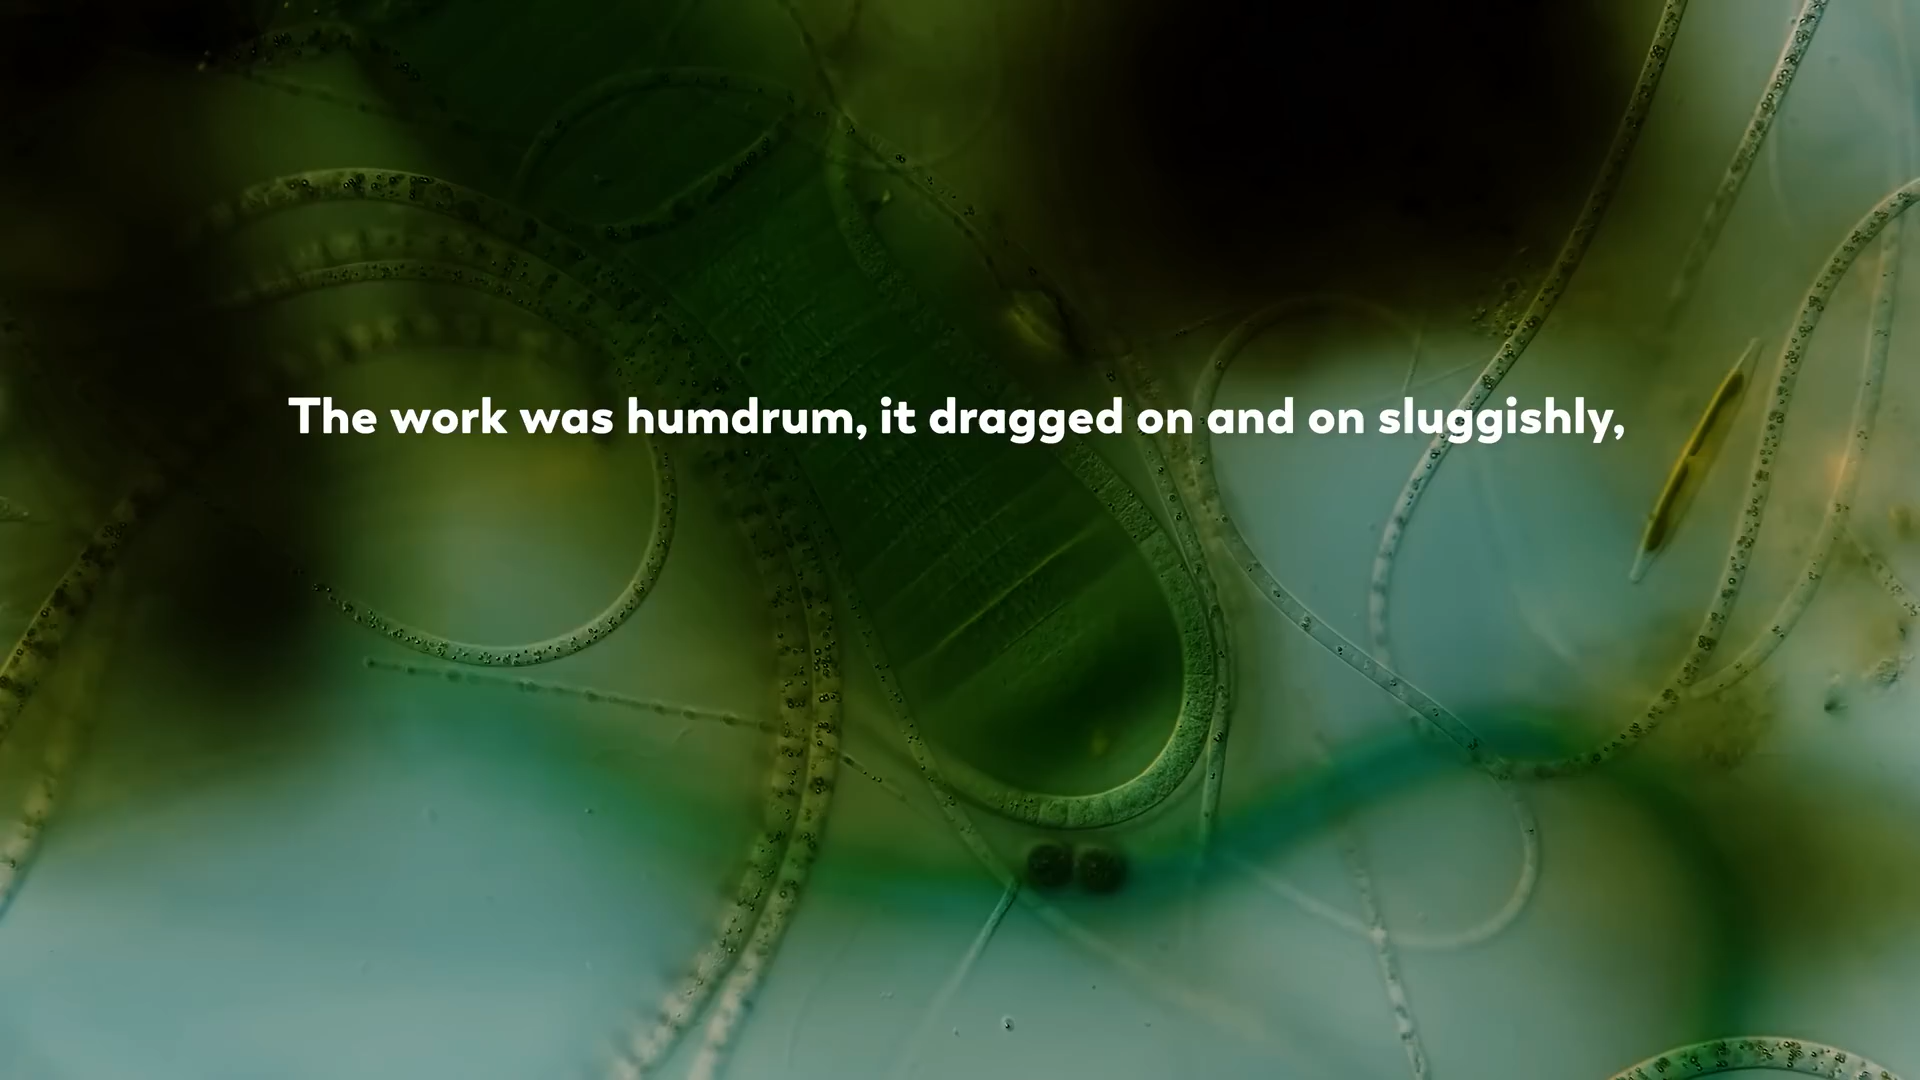 The work was humdrum, it dragged on and on sluggishly,